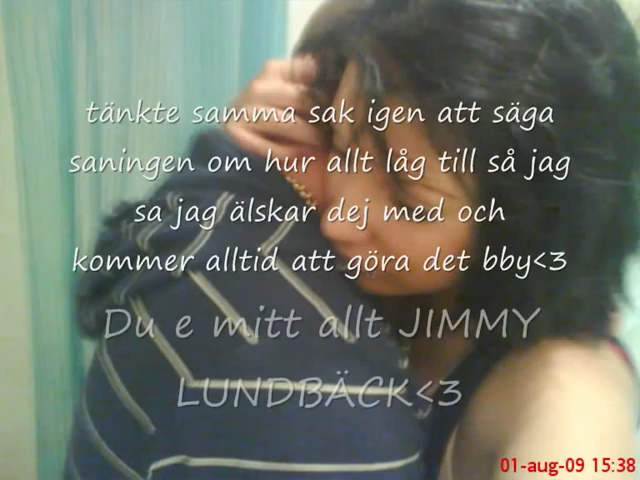 tänkte samma sak igen att säga
saningen om hur allt låg till så jag
sa jag älskar dej med och
kommer alltid att göra det bby<3
Du e mitt allt JIMMY
LUNDBÄCK<3
01-aug-09 15:38